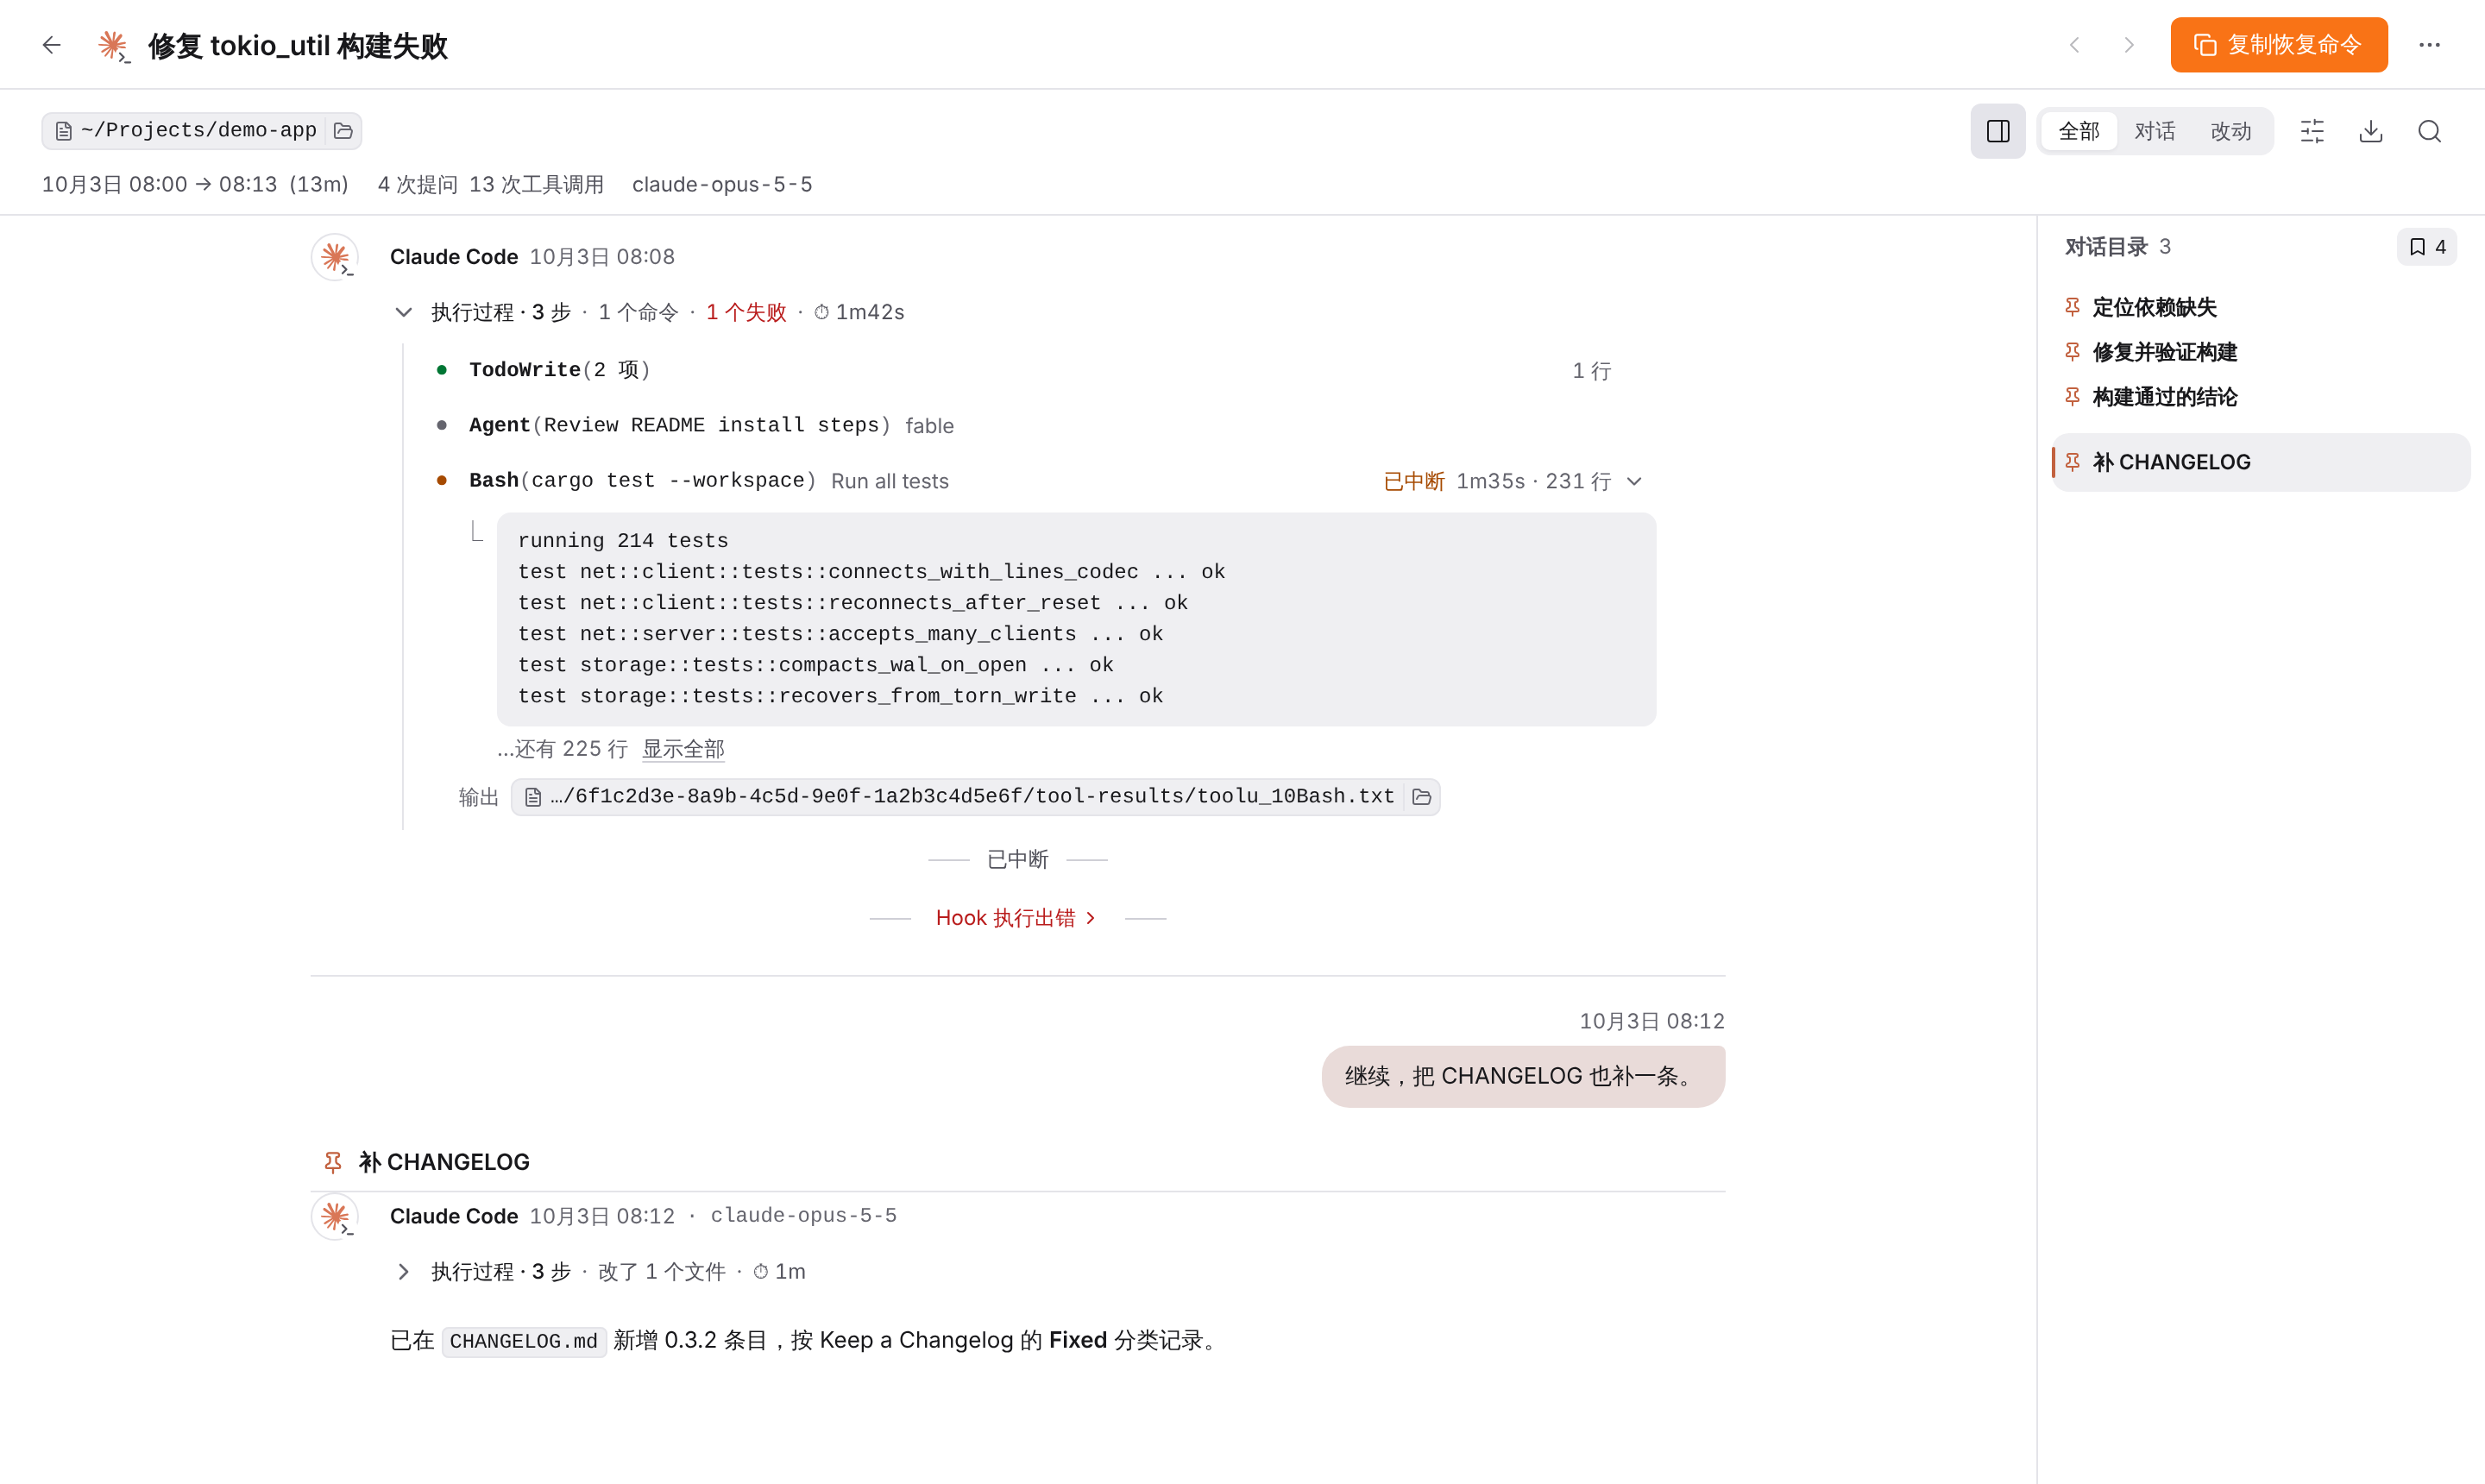 修复 tokio_util 构建失败
复制恢复命令
~/Projects/demo-app
全部 对话 改动
10月3日 08:00 → 08:13 (13m) 4 次提问 13 次工具调用 claude-opus-5-5
Claude Code 10月3日 08:08
执行过程 · 3 步 · 1 个命令 · 1 个失败 · 1m42s
TodoWrite(2 项) 1 行
Agent(Review README install steps) fable
Bash(cargo test --workspace) Run all tests 已中断 1m35s · 231 行
running 214 tests
test net::client::tests::connects_with_lines_codec ... ok
test net::client::tests::reconnects_after_reset ... ok
test net::server::tests::accepts_many_clients ... ok
test storage::tests::compacts_wal_on_open ... ok
test storage::tests::recovers_from_torn_write ... ok
...还有 225 行 显示全部
输出 …/6f1c2d3e-8a9b-4c5d-9e0f-1a2b3c4d5e6f/tool-results/toolu_10Bash.txt
已中断
Hook 执行出错
10月3日 08:12
继续，把 CHANGELOG 也补一条。
补 CHANGELOG
Claude Code 10月3日 08:12 · claude-opus-5-5
执行过程 · 3 步 · 改了 1 个文件 · 1m
已在 CHANGELOG.md 新增 0.3.2 条目，按 Keep a Changelog 的 Fixed 分类记录。
对话目录 3 4
定位依赖缺失
修复并验证构建
构建通过的结论
补 CHANGELOG